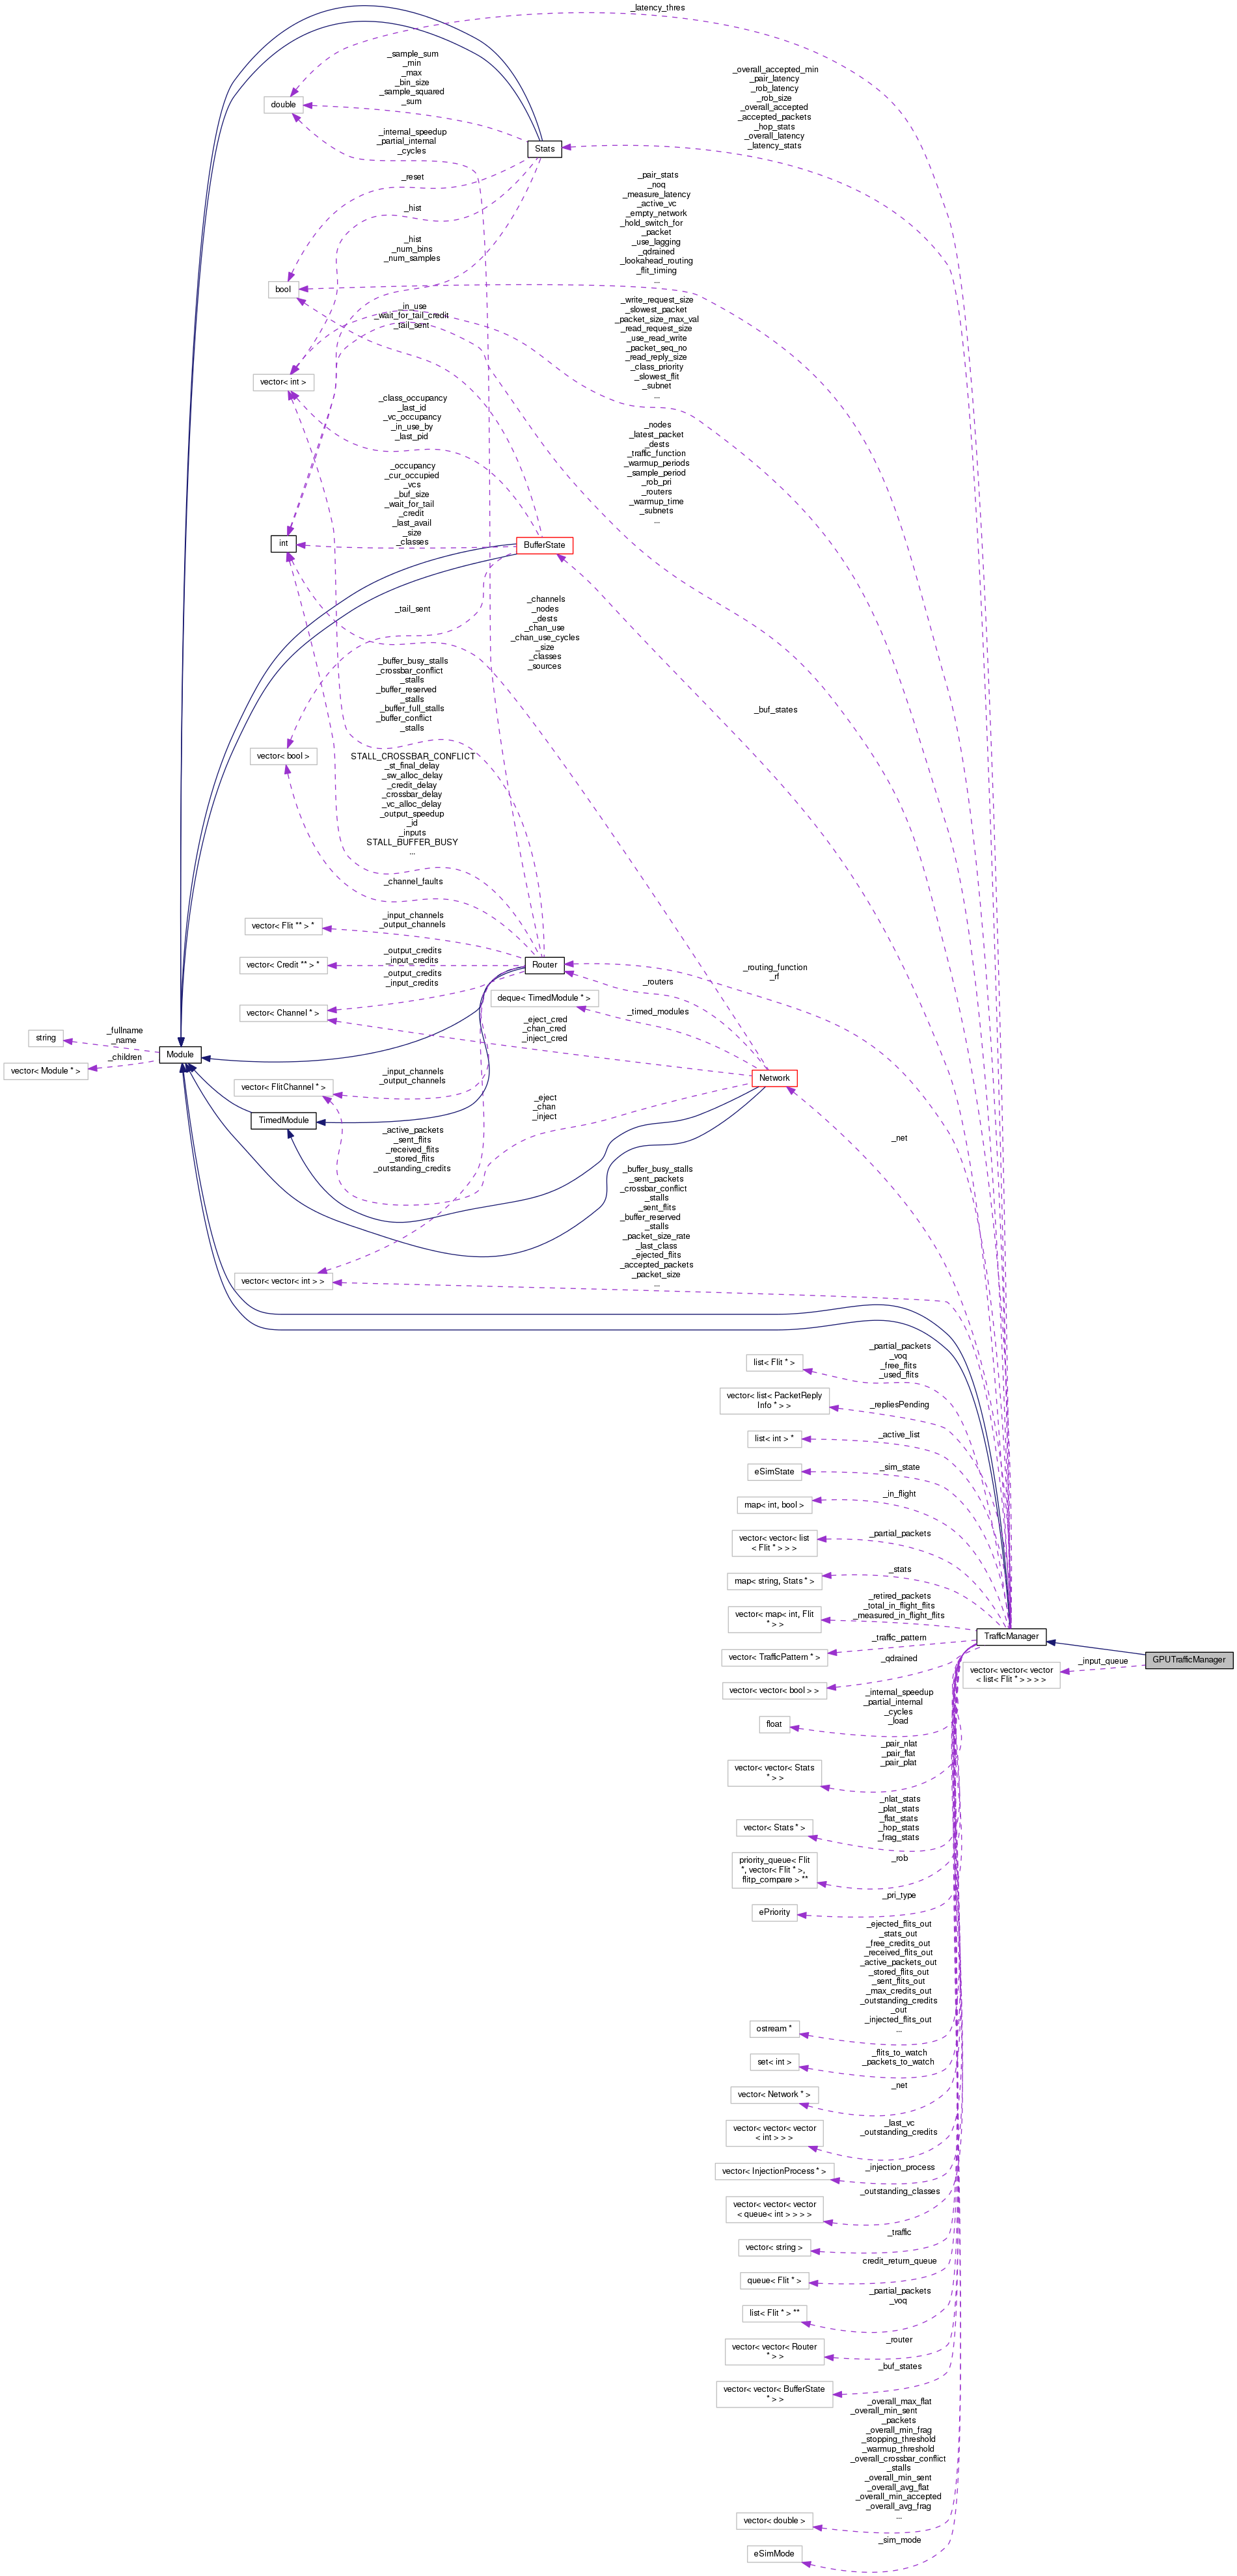 _latency_thres
_sample_sum
_min
_max
_bin_size
_sample_squared
_sum
double
_overall_accepted_min
_pair_latency
_rob_latency
_rob_size
_overall_accepted
_accepted_packets
_hop_stats
_overall_latency
_latency_stats
_internal_speedup
_partial_internal
_cycles
Stats
_reset
_hist
_pair_stats
_noq
_measure_latency
_active_vc
_empty_network
_hold_switch_for
_packet
_use_lagging
_qdrained
_lookahead_routing
_flit_timing
...
_hist
_num_bins
_num_samples
bool
_in_use
_wait_for_tail_credit
_tail_sent
_write_request_size
_slowest_packet
_packet_size_max_val
_read_request_size
_use_read_write
_packet_seq_no
_read_reply_size
_class_priority
_slowest_flit
_subnet
...
vector< int >
_class_occupancy
_last_id
_vc_occupancy
_in_use_by
_last_pid
_nodes
_latest_packet
_dests
_traffic_function
_warmup_periods
_sample_period
_rob_pri
_routers
_warmup_time
_subnets
...
_occupancy
_cur_occupied
_vcs
_buf_size
_wait_for_tail
_credit
_last_avail
_size
_classes
int
BufferState
_tail_sent
_channels
_nodes
_dests
_chan_use
_chan_use_cycles
_size
_classes
_sources
_buffer_busy_stalls
_crossbar_conflict
_stalls
_buffer_reserved
_stalls
_buffer_full_stalls
_buffer_conflict
_stalls
_buf_states
vector< bool >
STALL_CROSSBAR_CONFLICT
_st_final_delay
_sw_alloc_delay
_credit_delay
_crossbar_delay
_vc_alloc_delay
_output_speedup
_id
_inputs
STALL_BUFFER_BUSY
...
_channel_faults
vector< Flit ** > *
_input_channels
_output_channels
vector< Credit ** > *
_output_credits
_input_credits
Router
_routing_function
_rf
_output_credits
_input_credits
_routers
deque< TimedModule * >
_timed_modules
vector< Channel * >
_eject_cred
_chan_cred
_inject_cred
string
_fullname
_name
Module
_children
vector< Module * >
_input_channels
_output_channels
vector< FlitChannel * >
Network
_eject
_chan
_inject
TimedModule
_net
_active_packets
_sent_flits
_received_flits
_stored_flits
_outstanding_credits
_buffer_busy_stalls
_sent_packets
_crossbar_conflict
_stalls
_sent_flits
_buffer_reserved
_stalls
_packet_size_rate
_last_class
_ejected_flits
_accepted_packets
_packet_size
...
vector< vector< int > >
_partial_packets
_voq
_free_flits
_used_flits
list< Flit * >
vector< list< PacketReply
Info * > >
_repliesPending
list< int > *
_active_list
eSimState
_sim_state
map< int, bool >
_in_flight
vector< vector< list
< Flit * > > >
_partial_packets
map< string, Stats * >
_stats
vector< map< int, Flit
* > >
_retired_packets
_total_in_flight_flits
_measured_in_flight_flits
TrafficManager
vector< TrafficPattern * >
_traffic_pattern
GPUTrafficManager
_input_queue
vector< vector< vector
< list< Flit * > > > >
vector< vector< bool > >
_qdrained
float
_internal_speedup
_partial_internal
_cycles
_load
vector< vector< Stats
* > >
_pair_nlat
_pair_flat
_pair_plat
vector< Stats * >
_nlat_stats
_plat_stats
_flat_stats
_hop_stats
_frag_stats
priority_queue< Flit
*, vector< Flit * >,
flitp_compare > **
_rob
ePriority
_pri_type
_ejected_flits_out
_stats_out
_free_credits_out
_received_flits_out
_active_packets_out
_stored_flits_out
_sent_flits_out
_max_credits_out
_outstanding_credits
_out
_injected_flits_out
...
ostream *
set< int >
_flits_to_watch
_packets_to_watch
vector< Network * >
_net
vector< vector< vector
< int > > >
_last_vc
_outstanding_credits
vector< InjectionProcess * >
_injection_process
vector< vector< vector
< queue< int > > > >
_outstanding_classes
vector< string >
_traffic
queue< Flit * >
credit_return_queue
list< Flit * > **
_partial_packets
_voq
vector< vector< Router
* > >
_router
vector< vector< BufferState
* > >
_buf_states
_overall_max_flat
_overall_min_sent
_packets
_overall_min_frag
_stopping_threshold
_warmup_threshold
_overall_crossbar_conflict
_stalls
_overall_min_sent
_overall_avg_flat
_overall_min_accepted
_overall_avg_frag
...
vector< double >
eSimMode
_sim_mode